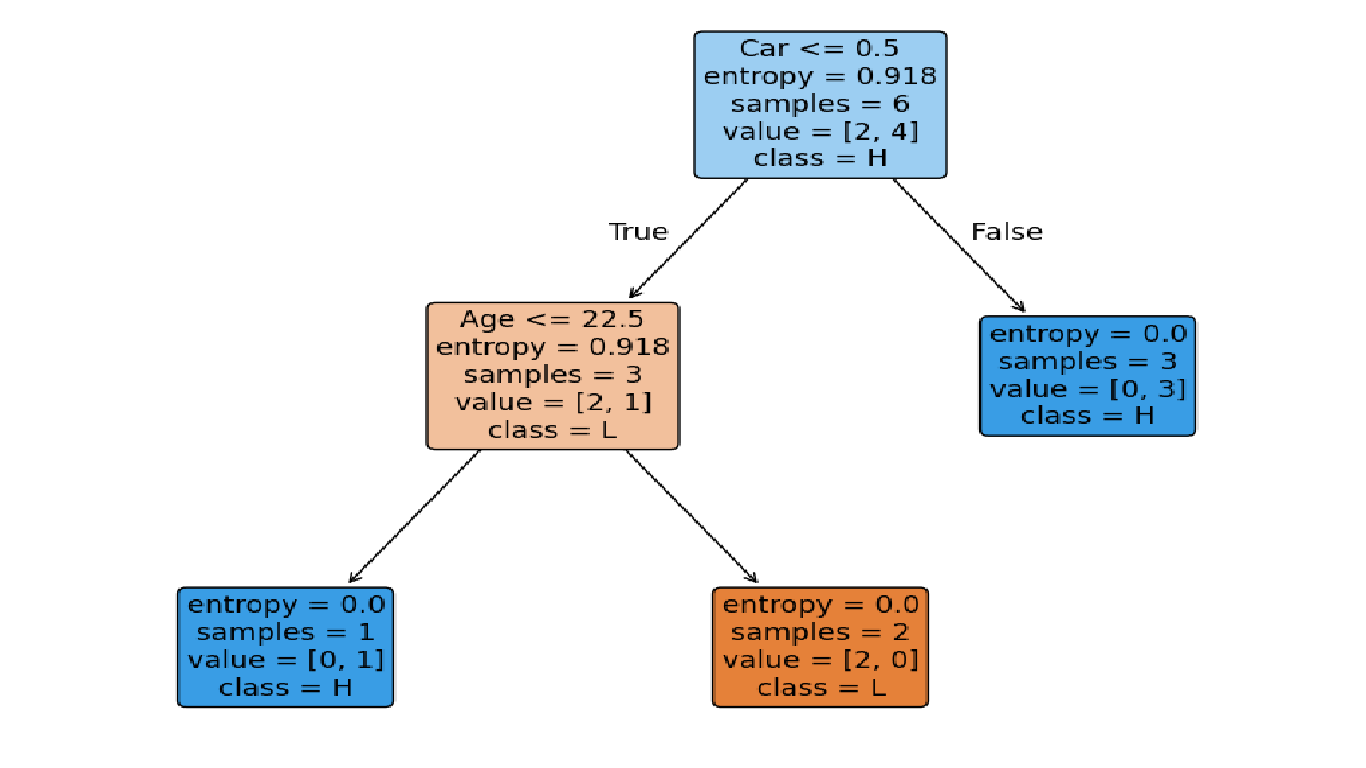 Car <= 0.5
entropy = 0.918
samples = 6
value = [2, 4]
class = H
True
False
Age <= 22.5
entropy = 0.918
samples = 3
value = [2, 1]
class = L
entropy = 0.0
samples = 3
value = [0, 3]
class = H
entropy = 0.0
samples = 1
value = [0, 1]
class = H
entropy = 0.0
samples = 2
value = [2, 0]
class = L